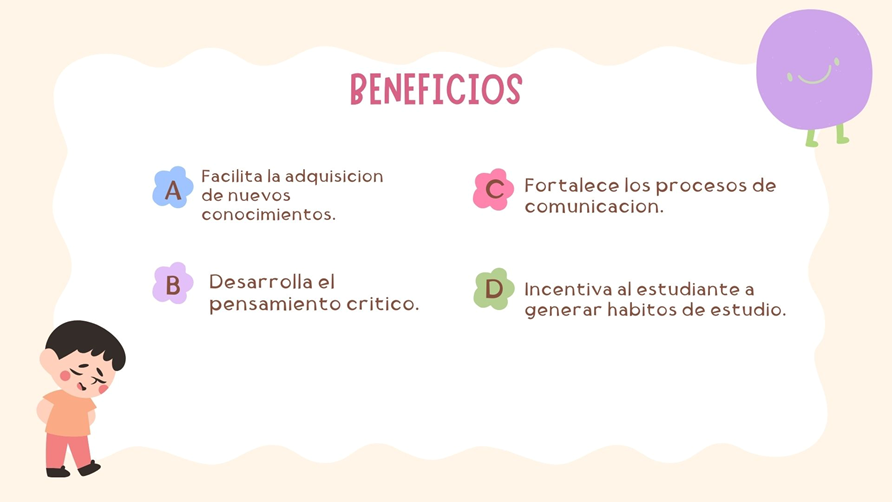 BENEFICIOS
A
Facilita la adquisicion
de nuevos
conocimientos.
B
Desarrolla el
pensamiento critico.
C
Fortalece los procesos de
comunicacion.
D
Incentiva al estudiante a
generar habitos de estudio.